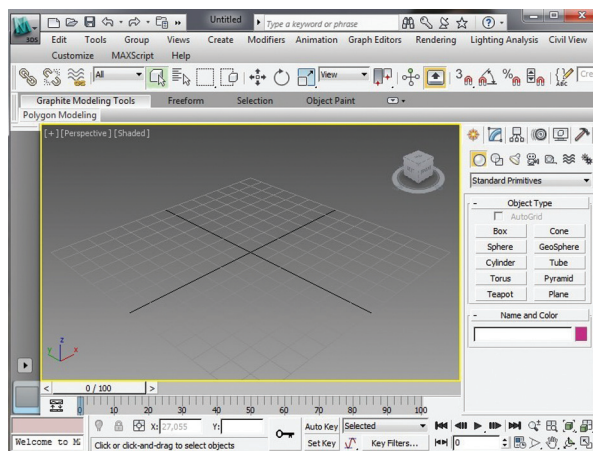 Untitled
Type a keyword or phrase
3DS
Edit Tools Group Views Create Modifiers Animation Graph Editors Rendering Lighting Analysis Civil View
Customize MAXScript Help
All
View
3
%
ABC
Cre
Graphite Modeling Tools Freeform Selection Object Paint
Polygon Modeling
[+][Perspective][Shaded]
Standard Primitives
- Object Type
AutoGrid
Box Cone
Sphere GeoSphere
Cylinder Tube
Torus Pyramid
Teapot Plane
- Name and Color
z
y x
< 0 / 100 >
0 10 20 30 40 50 60 70 80 90 100
X: 27,055 Y: Auto Key Selected
Welcome to M Click or click-and-drag to select objects Set Key Key Filters... 0